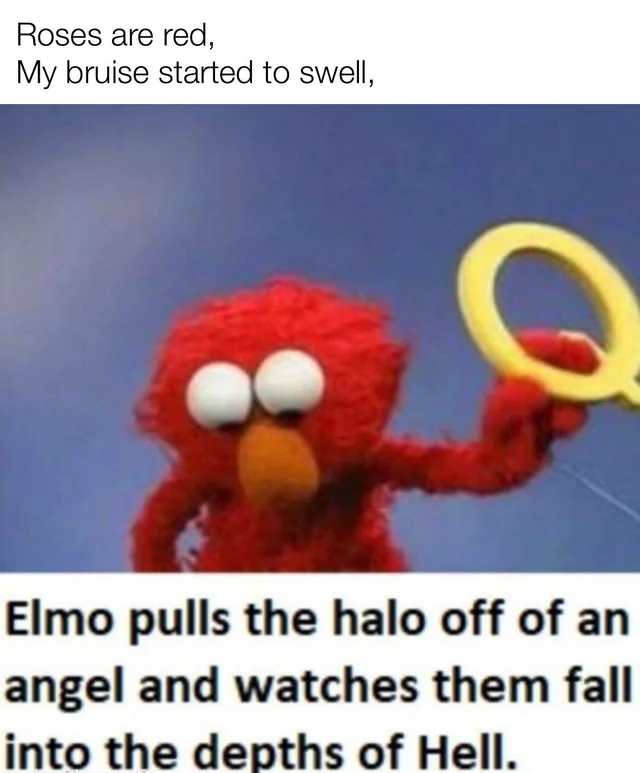 Roses are red,
My bruise started to swell,
Elmo pulls the halo off of an
angel and watches them fall
into the depths of Hell.